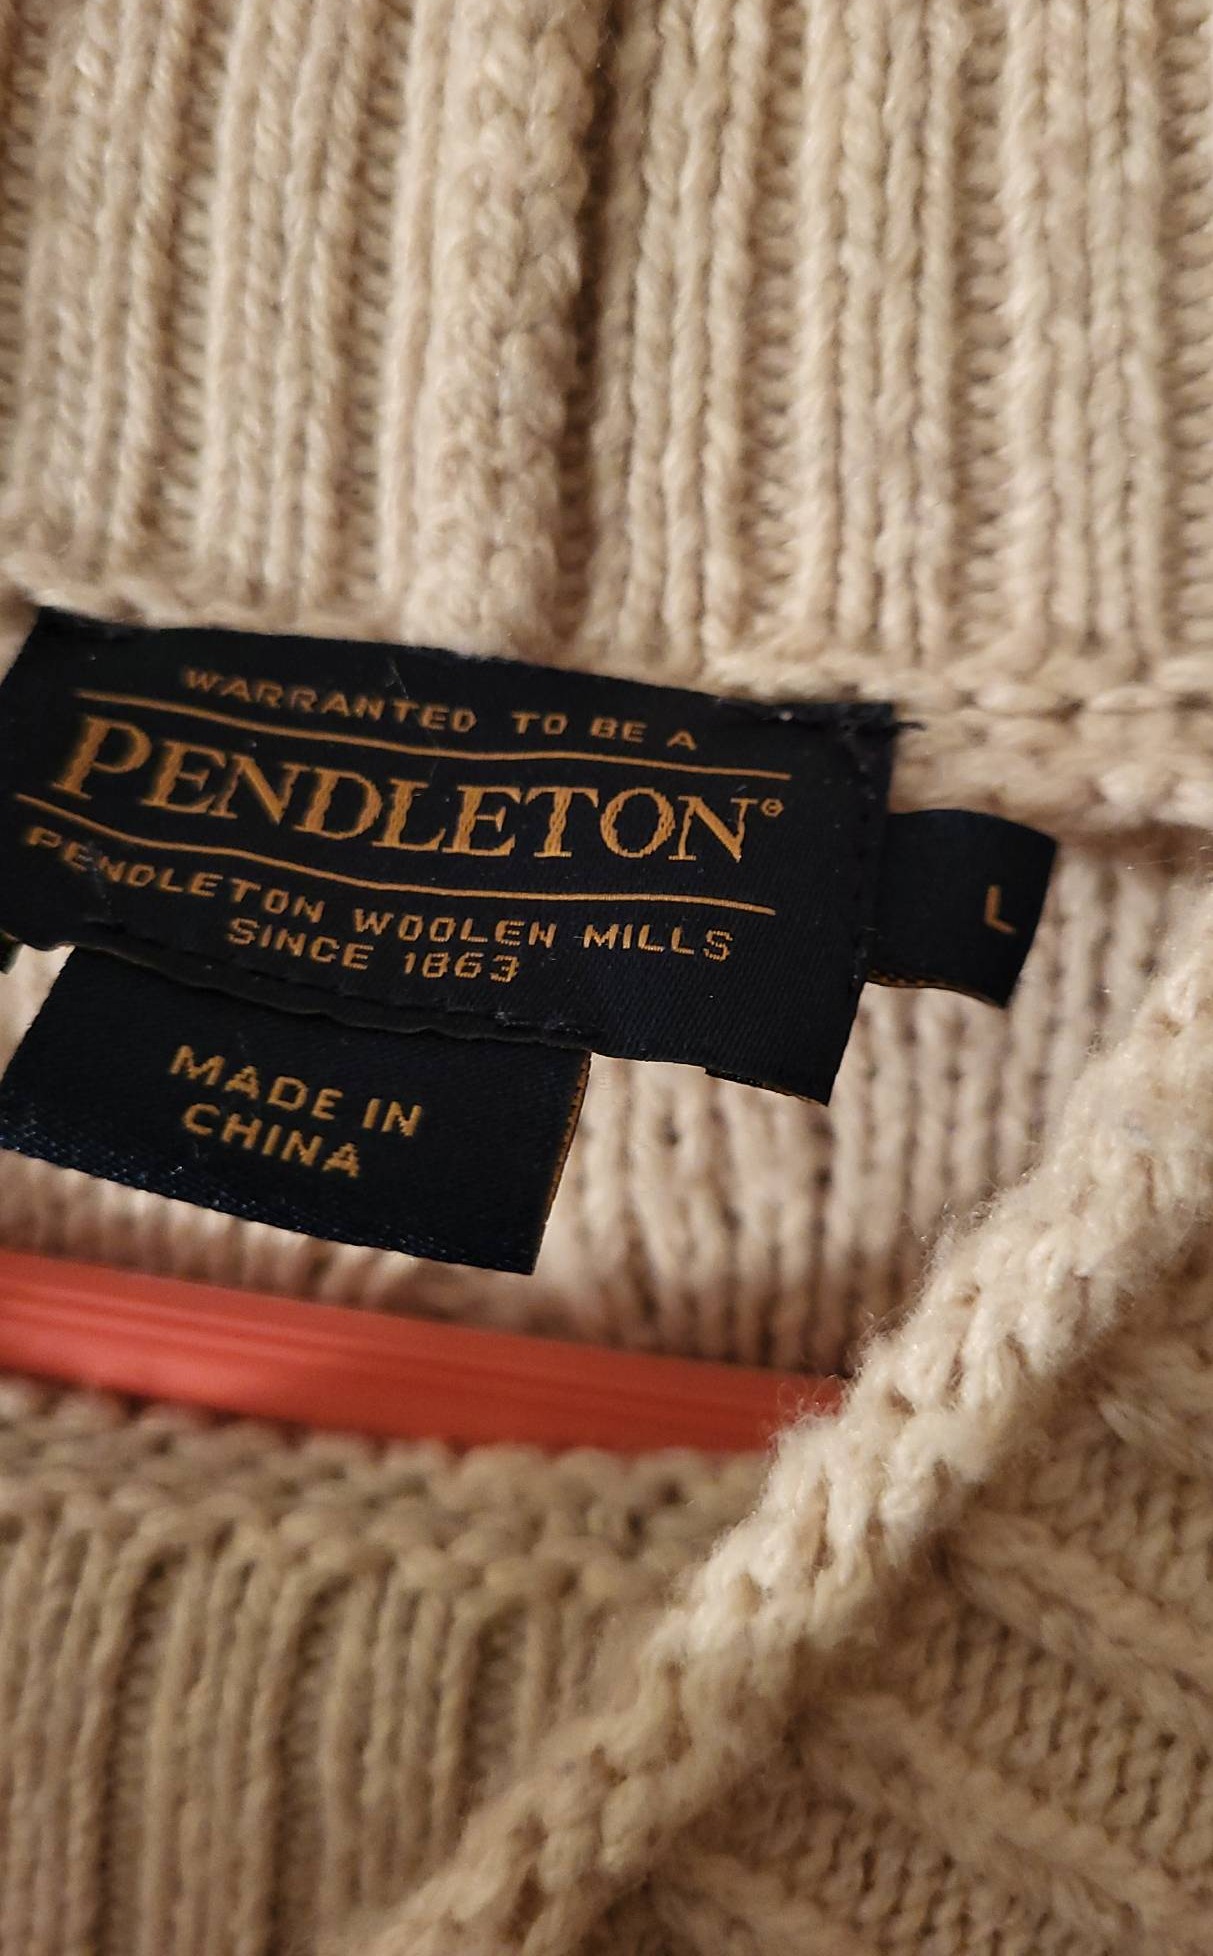 WARRANTED TO BE A
PENDLETON®
PENDLETON WOOLEN MILLS
SINCE 1863
L
MADE IN
CHINA